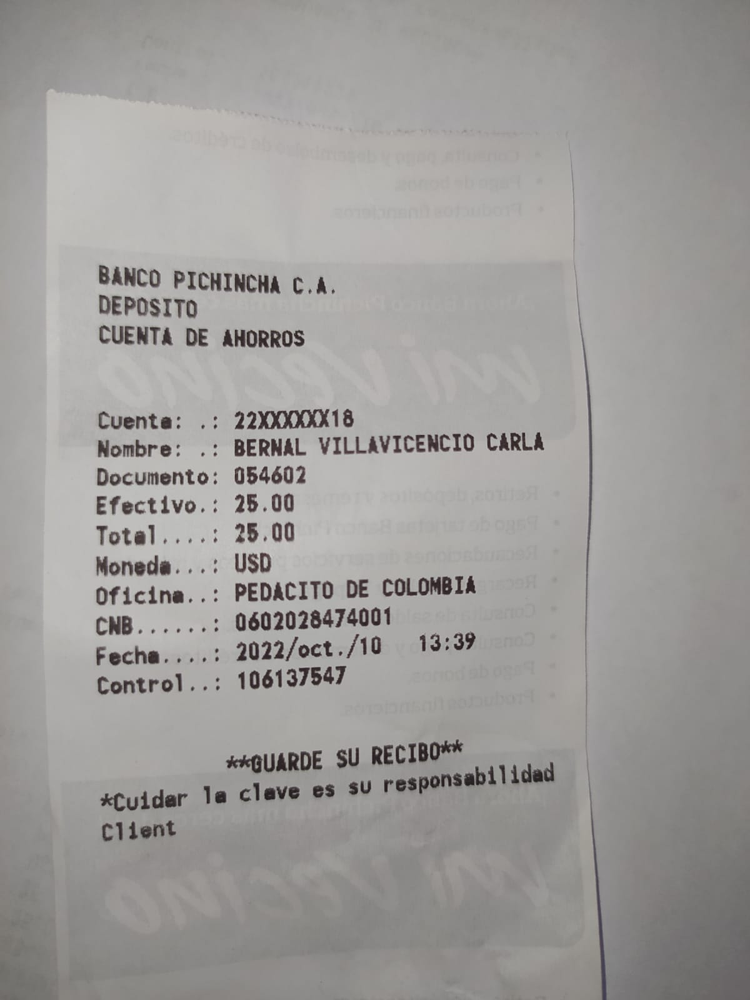 BANCO PICHINCHA C.A.
DEPOSITO
CUENTA DE AHORROS
Cuenta: .: 22XXXXXX18
Nombre: .: BERNAL VILLAVICENCIO CARLA
Documento: 054602
Efectivo.: 25.00
Total....: 25.00
Moneda...: USD
Oficina..: PEDACITO DE COLOMBIA
CNB......: 0602028474001
Fecha....: 2022/oct./10 13:39
Control..: 106137547
**GUARDE SU RECIBO**
*Cuidar la clave es su responsabilidad
Client